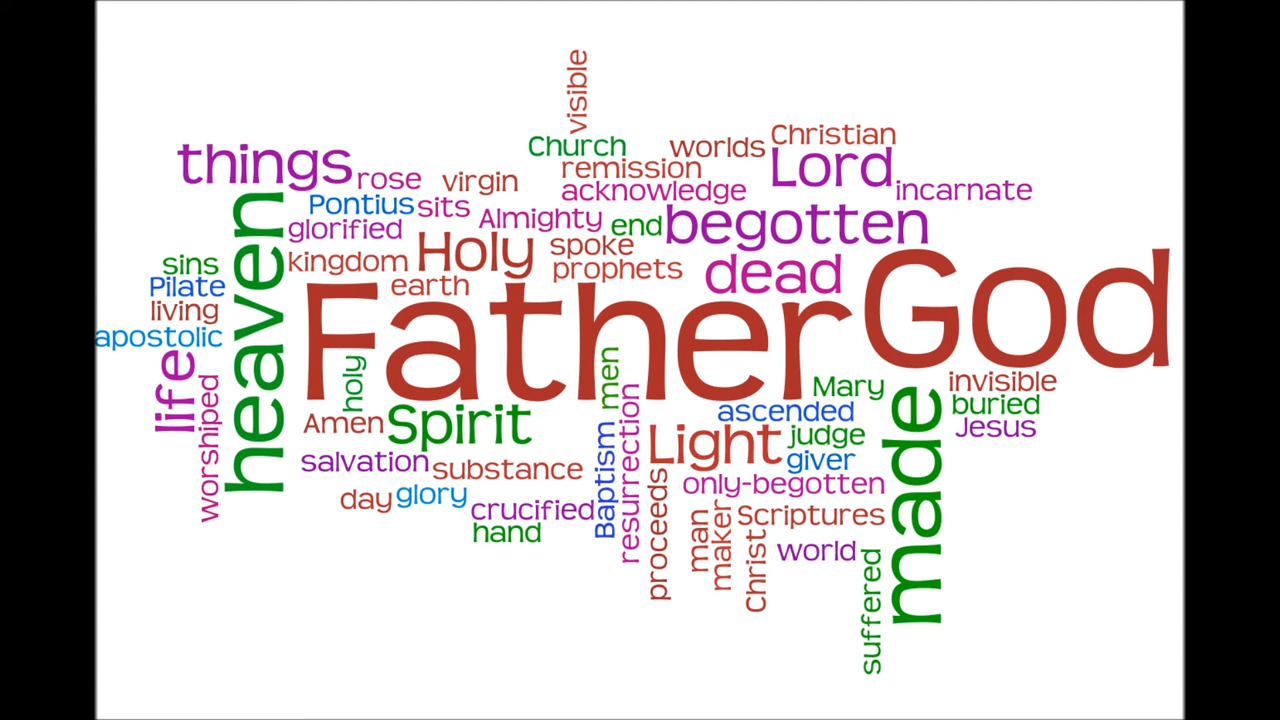 visible
Church
worlds
Christian
things
rose
virgin
remission
Lord
acknowledge
incarnate
Pontius
sits
Almighty
end
begotten
glorified
heaven
kingdom
Holy
spoke
prophets
dead
God
sins
Pilate
living
apostolic
earth
Father
life
worshiped
holy
men
Mary
invisible
buried
Jesus
Amen
Spirit
resurrection
ascended
Light
judge
made
salvation
substance
Baptism
giver
day
glory
crucified
hand
proceeds
only-begotten
man
maker
Scriptures
Christ
world
suffered